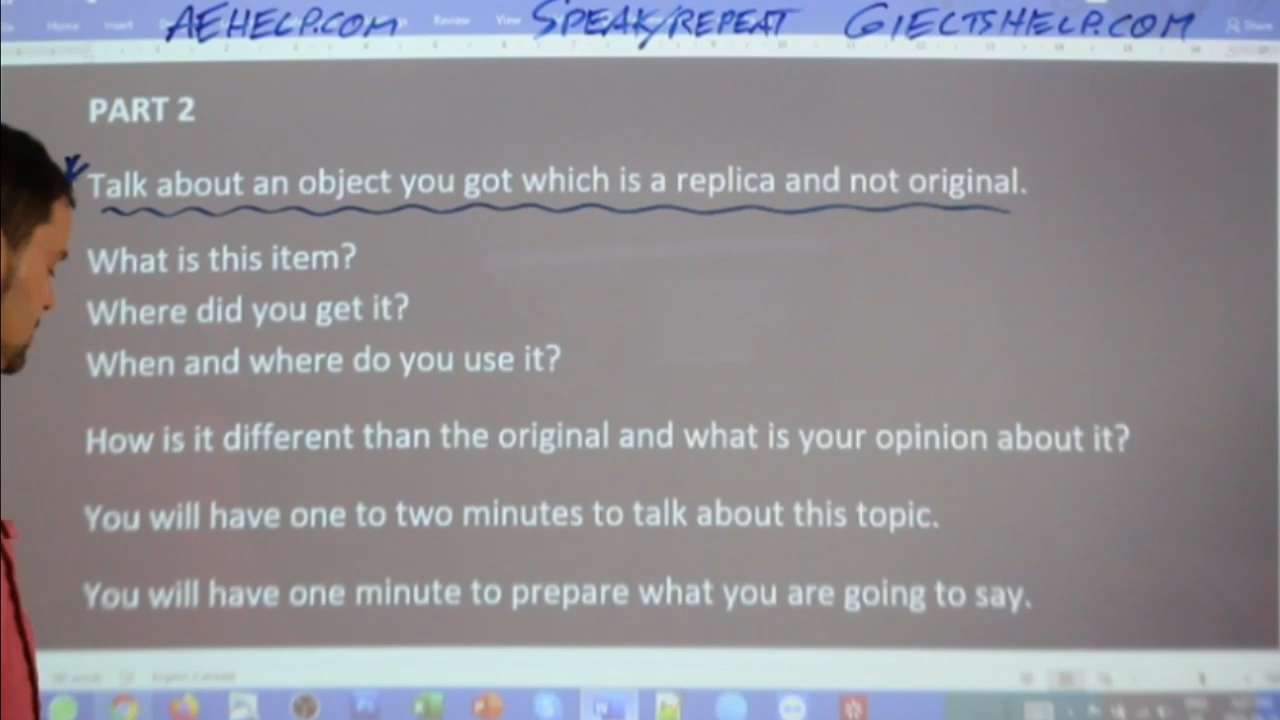 AEHELP.COM SPEAK/REPEAT GIELTSHELP.COM
Home Insert Review View Share
PART 2
Talk about an object you got which is a replica and not original.
What is this item?
Where did you get it?
When and where do you use it?
How is it different than the original and what is your opinion about it?
You will have one to two minutes to talk about this topic.
You will have one minute to prepare what you are going to say.